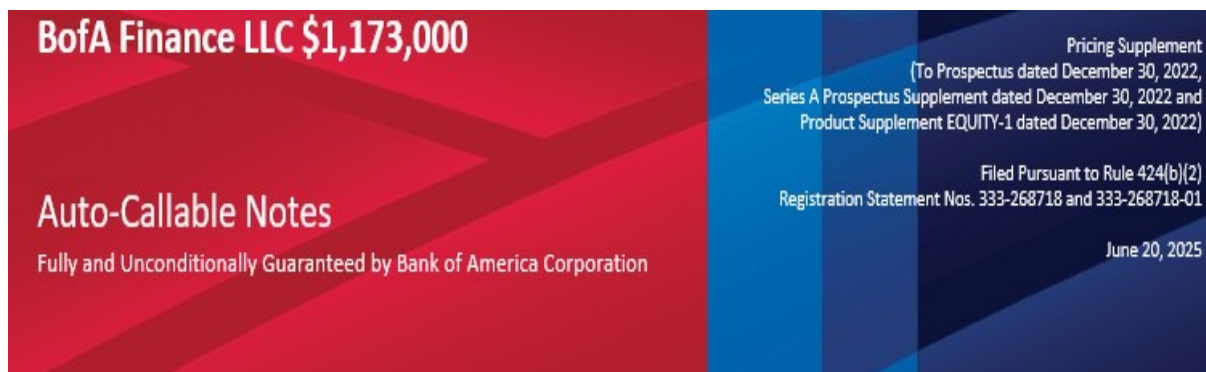 BofA Finance LLC $1,173,000
Pricing Supplement
(To Prospectus dated December 30, 2022,
Series A Prospectus Supplement dated December 30, 2022 and
Product Supplement EQUITY-1 dated December 30, 2022)
Filed Pursuant to Rule 424(b)(2)
Registration Statement Nos. 333-268718 and 333-268718-01
June 20, 2025
Auto-Callable Notes
Fully and Unconditionally Guaranteed by Bank of America Corporation